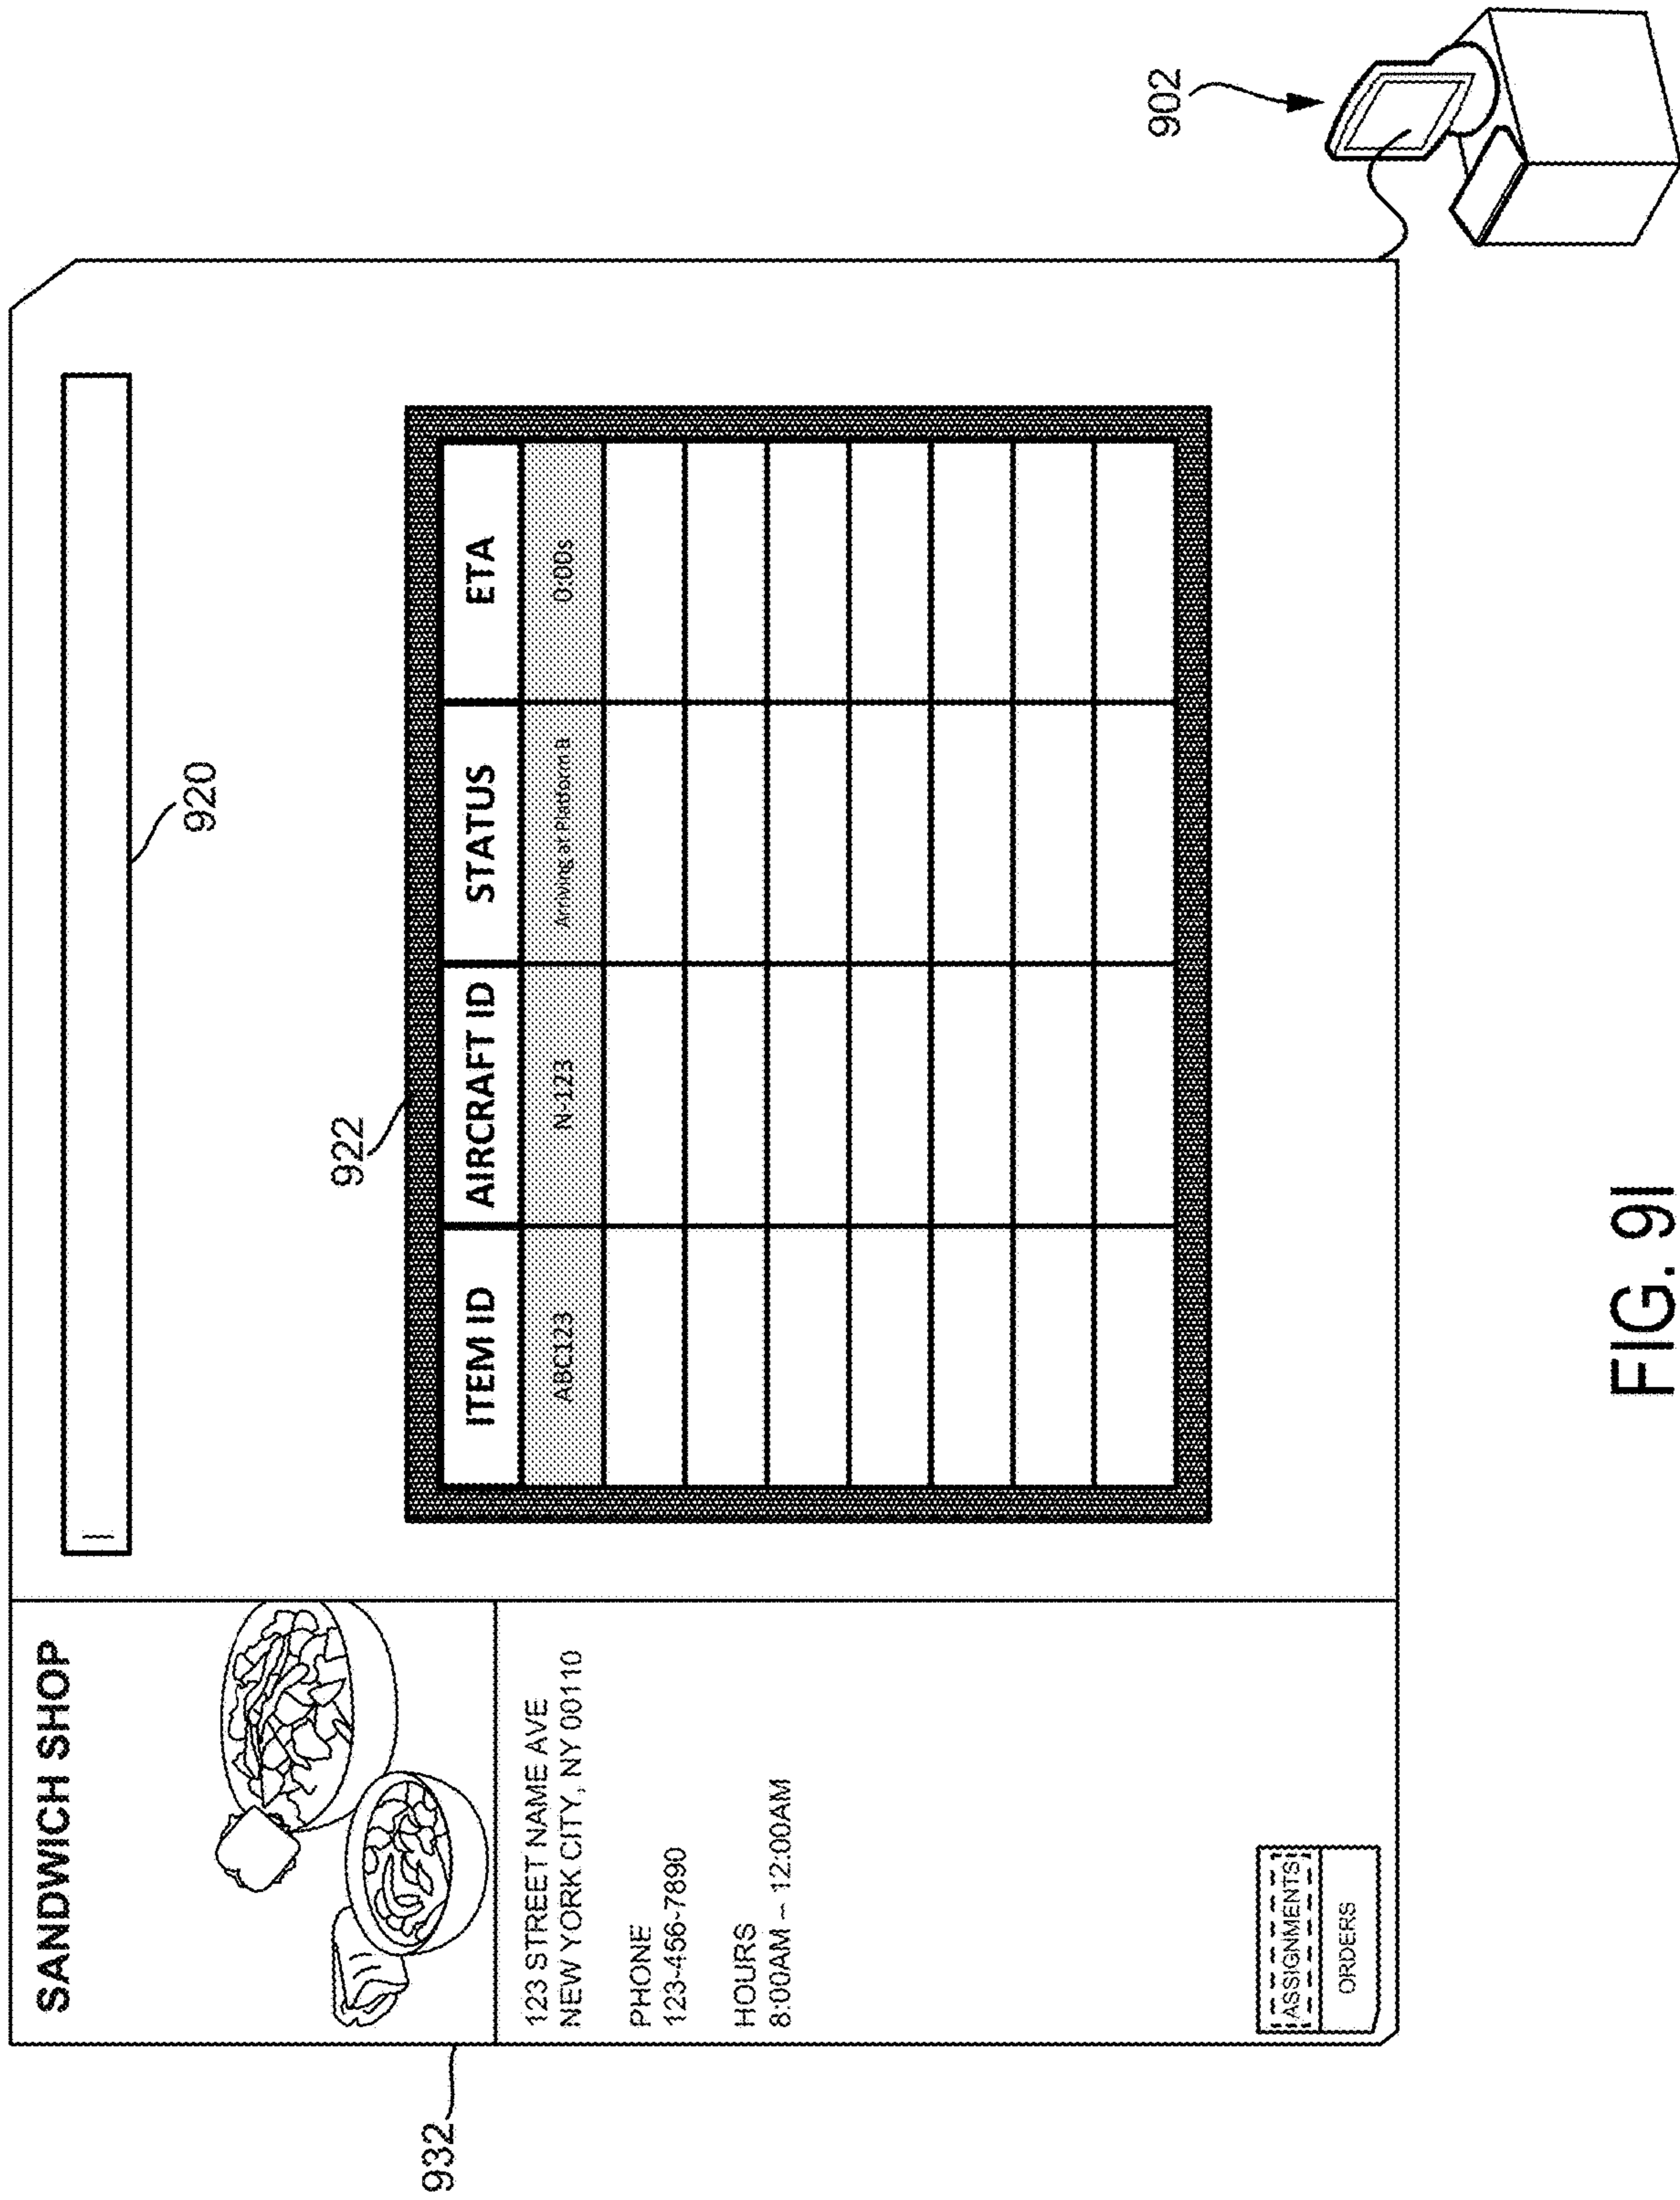 SANDWICH SHOP
932
123 STREET NAME AVE
NEW YORK CITY, NY 00110
PHONE
123-456-7890
HOURS
8:00AM – 12:00AM
ASSIGNMENTS
ORDERS
920
922
ITEM ID AIRCRAFT ID STATUS ETA
ABC123 N-123 Arriving at Platform B 0:00s
902
FIG. 9I